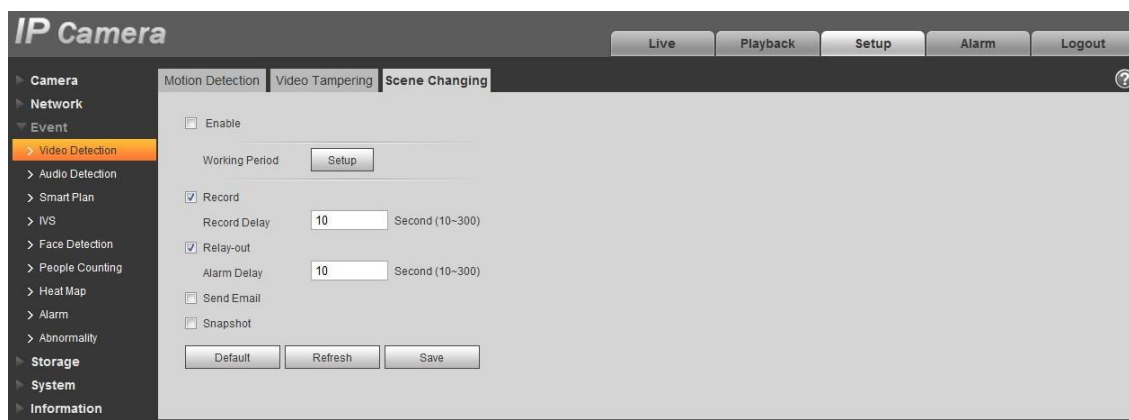 IP Camera
Live
Playback
Setup
Alarm
Logout
Camera
Network
Event
Video Detection
Audio Detection
Smart Plan
IVS
Face Detection
People Counting
Heat Map
Alarm
Abnormality
Storage
System
Information
Motion Detection
Video Tampering
Scene Changing
?
Enable
Working Period
Setup
Record
Record Delay
10
Second (10~300)
Relay-out
Alarm Delay
10
Second (10~300)
Send Email
Snapshot
Default
Refresh
Save